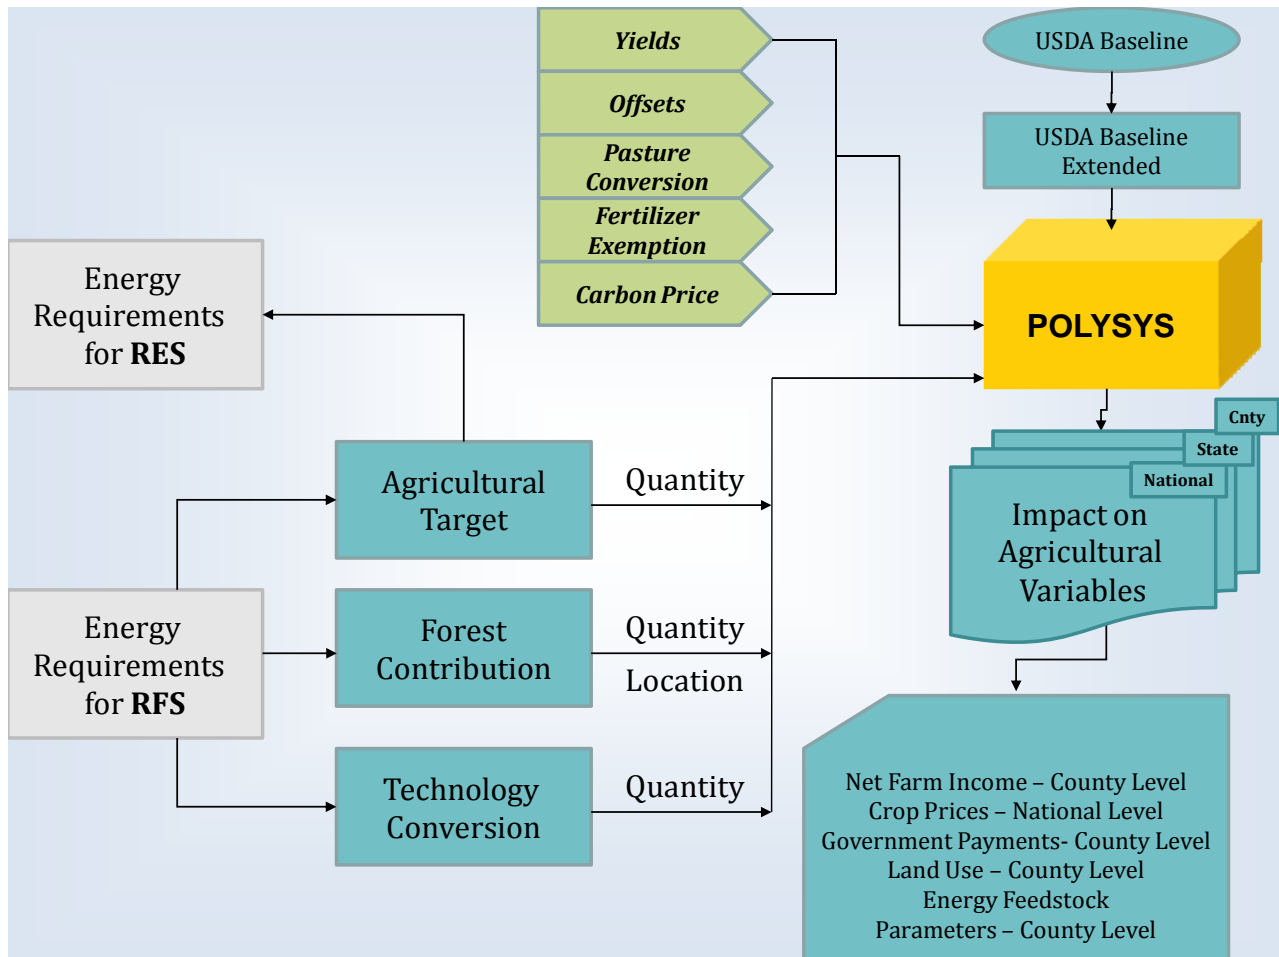 Yields
Offsets
Pasture
Conversion
Fertilizer
Exemption
Carbon Price
USDA Baseline
USDA Baseline
Extended
POLYSYS
Energy
Requirements
for RES
Agricultural
Target
Quantity
Energy
Requirements
for RFS
Forest
Contribution
Quantity
Location
Technology
Conversion
Quantity
Cnty
State
National
Impact on
Agricultural
Variables
Net Farm Income – County Level
Crop Prices – National Level
Government Payments- County Level
Land Use – County Level
Energy Feedstock
Parameters – County Level